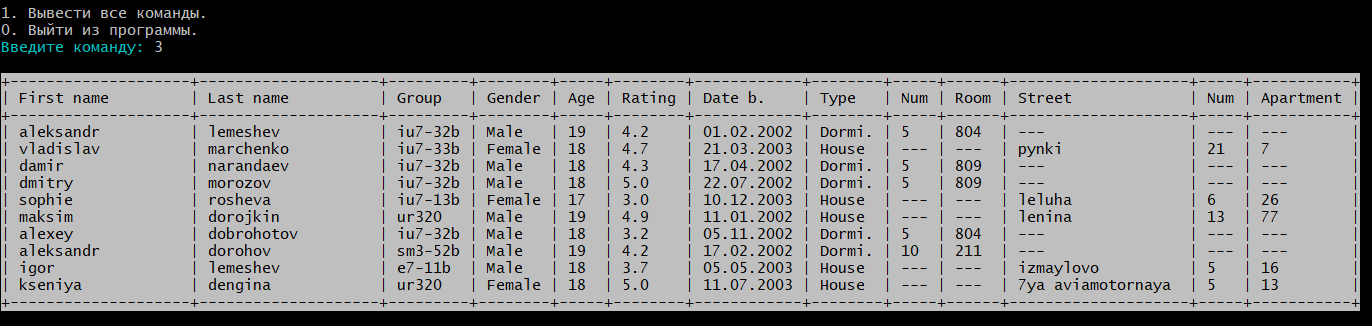 1. Вывести все команды.
0. Выйти из программы.
Введите команду: 3
+--------------------+--------------------+---------+--------+-----+--------+------------+--------+-----+------+--------------------+-----+-----------+
| First name         | Last name          | Group   | Gender | Age | Rating | Date b.    | Type   | Num | Room | Street             | Num | Apartment |
+--------------------+--------------------+---------+--------+-----+--------+------------+--------+-----+------+--------------------+-----+-----------+
| aleksandr          | lemeshev           | iu7-32b | Male   | 19  | 4.2    | 01.02.2002 | Dormi. | 5   | 804  | ---                | --- | ---       |
| vladislav          | marchenko          | iu7-33b | Female | 18  | 4.7    | 21.03.2003 | House  | --- | ---  | pynki              | 21  | 7         |
| damir              | narandaev          | iu7-32b | Male   | 18  | 4.3    | 17.04.2002 | Dormi. | 5   | 809  | ---                | --- | ---       |
| dmitry             | morozov            | iu7-32b | Male   | 18  | 5.0    | 22.07.2002 | Dormi. | 5   | 809  | ---                | --- | ---       |
| sophie             | rosheva            | iu7-13b | Female | 17  | 3.0    | 10.12.2003 | House  | --- | ---  | leluha             | 6   | 26        |
| maksim             | dorojkin           | ur320   | Male   | 19  | 4.9    | 11.01.2002 | House  | --- | ---  | lenina             | 13  | 77        |
| alexey             | dobrohotov         | iu7-32b | Male   | 18  | 3.2    | 05.11.2002 | Dormi. | 5   | 804  | ---                | --- | ---       |
| aleksandr          | dorohov            | sm3-52b | Male   | 19  | 4.2    | 17.02.2002 | Dormi. | 10  | 211  | ---                | --- | ---       |
| igor               | lemeshev           | e7-11b  | Male   | 18  | 3.7    | 05.05.2003 | House  | --- | ---  | izmaylovo          | 5   | 16        |
| kseniya            | dengina            | ur320   | Female | 18  | 5.0    | 11.07.2003 | House  | --- | ---  | 7ya aviamotornaya  | 5   | 13        |
+--------------------+--------------------+---------+--------+-----+--------+------------+--------+-----+------+--------------------+-----+-----------+